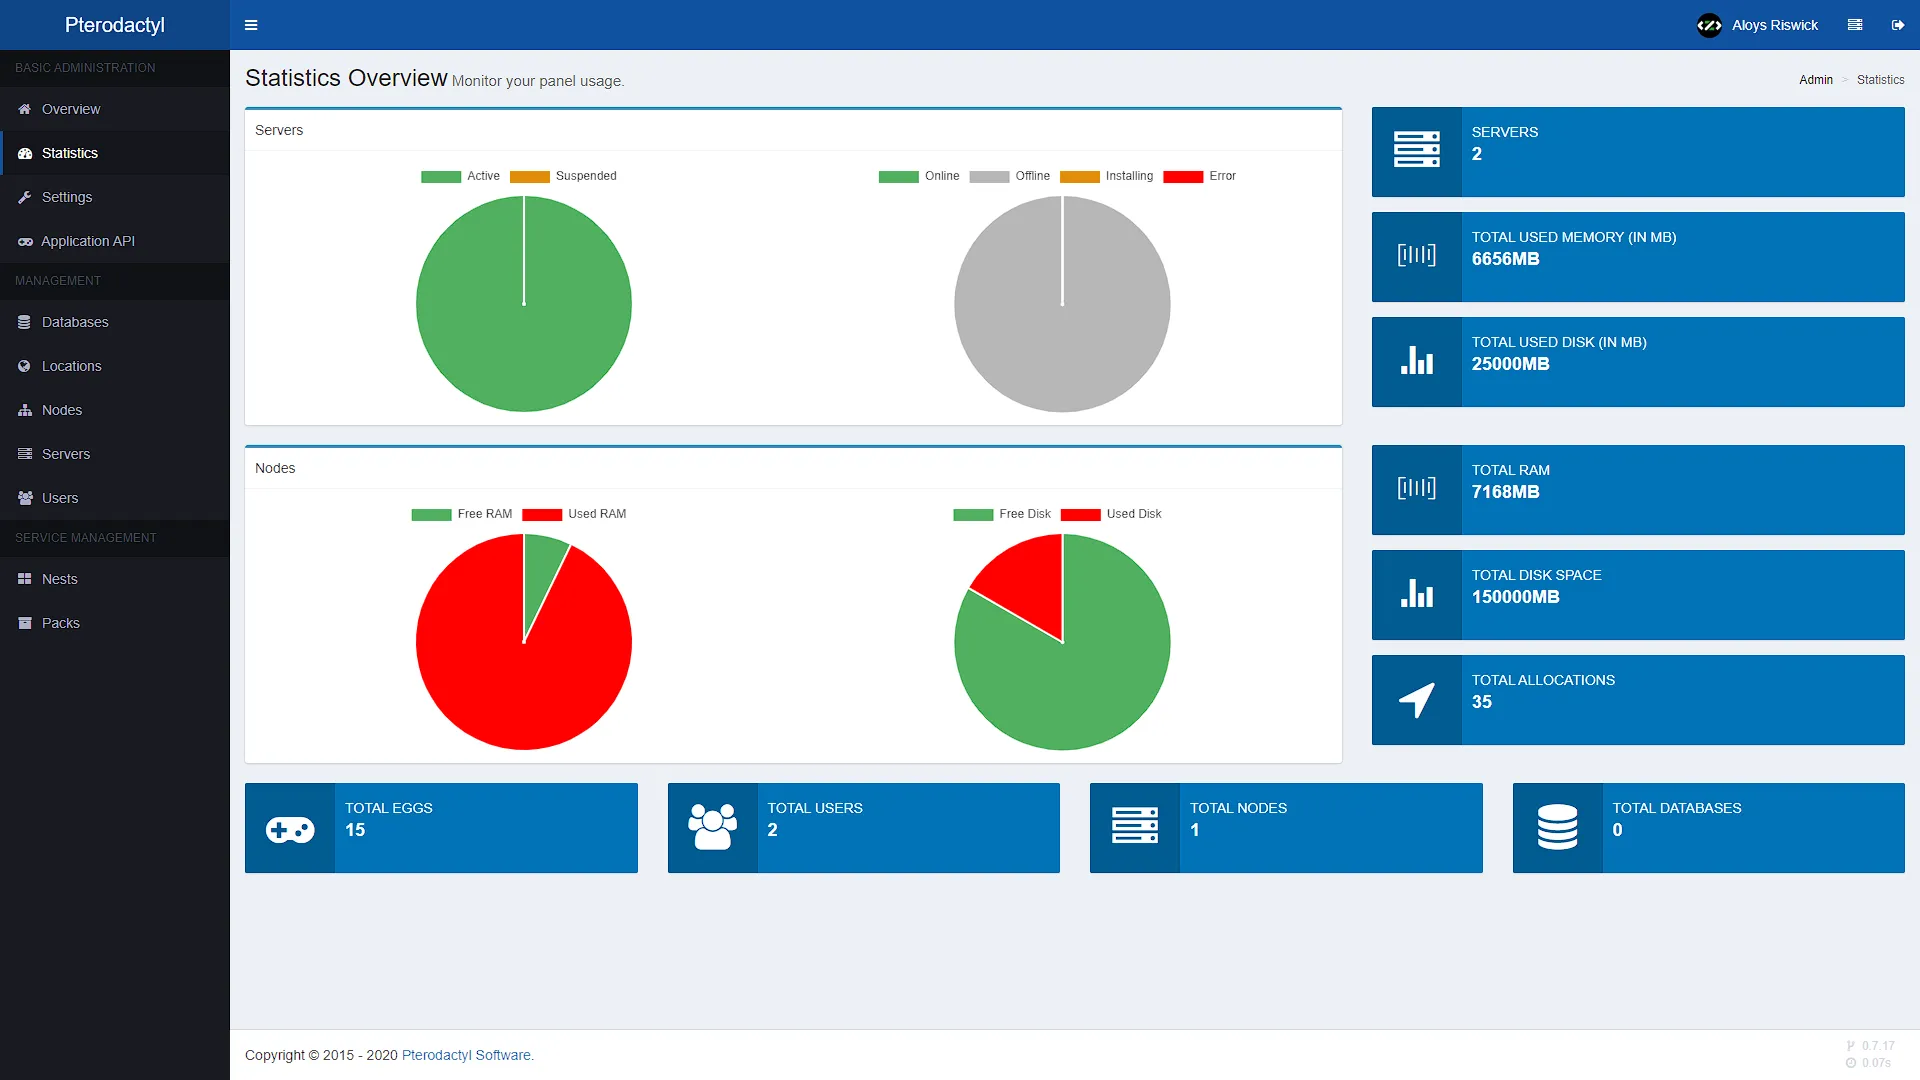 Pterodactyl
Aloys Riswick
BASIC ADMINISTRATION
Overview
Statistics
Settings
Application API
MANAGEMENT
Databases
Locations
Nodes
Servers
Users
SERVICE MANAGEMENT
Nests
Packs
Statistics Overview Monitor your panel usage.
Admin > Statistics
Servers
Active Suspended
Online Offline Installing Error
SERVERS
2
TOTAL USED MEMORY (IN MB)
6656MB
TOTAL USED DISK (IN MB)
25000MB
Nodes
Free RAM Used RAM
Free Disk Used Disk
TOTAL RAM
7168MB
TOTAL DISK SPACE
150000MB
TOTAL ALLOCATIONS
35
TOTAL EGGS
15
TOTAL USERS
2
TOTAL NODES
1
TOTAL DATABASES
0
Copyright © 2015 - 2020 Pterodactyl Software.
0.7.17
0.07s